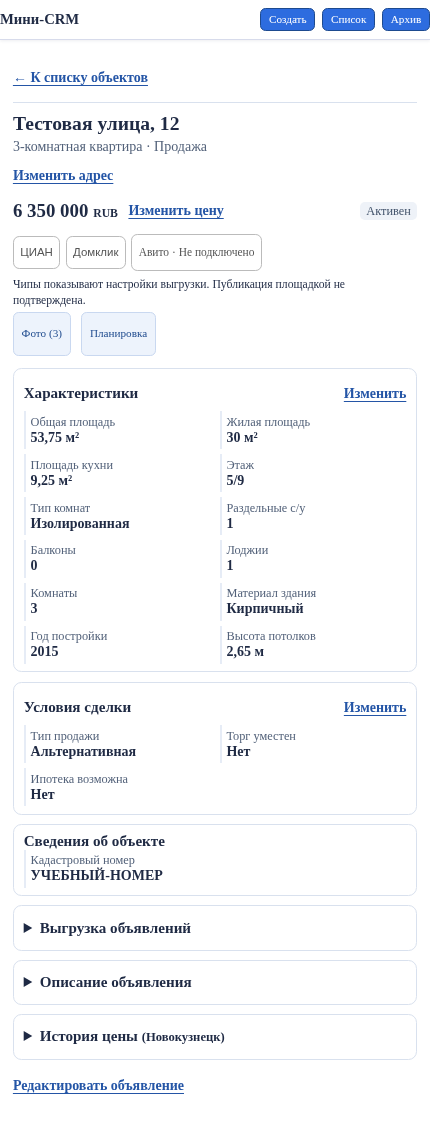 Мини-CRM
Создать
Список
Архив
← К списку объектов
Тестовая улица, 12
3-комнатная квартира · Продажа
Изменить адрес
6 350 000 RUB Изменить цену
Активен
ЦИАН
Домклик
Авито · Не подключено
Чипы показывают настройки выгрузки. Публикация площадкой не
подтверждена.
Фото (3)
Планировка
Характеристики
Изменить
Общая площадь
53,75 м²
Жилая площадь
30 м²
Площадь кухни
9,25 м²
Этаж
5/9
Тип комнат
Изолированная
Раздельные с/у
1
Балконы
0
Лоджии
1
Комнаты
3
Материал здания
Кирпичный
Год постройки
2015
Высота потолков
2,65 м
Условия сделки
Изменить
Тип продажи
Альтернативная
Торг уместен
Нет
Ипотека возможна
Нет
Сведения об объекте
Кадастровый номер
УЧЕБНЫЙ-НОМЕР
Выгрузка объявлений
Описание объявления
История цены (Новокузнецк)
Редактировать объявление